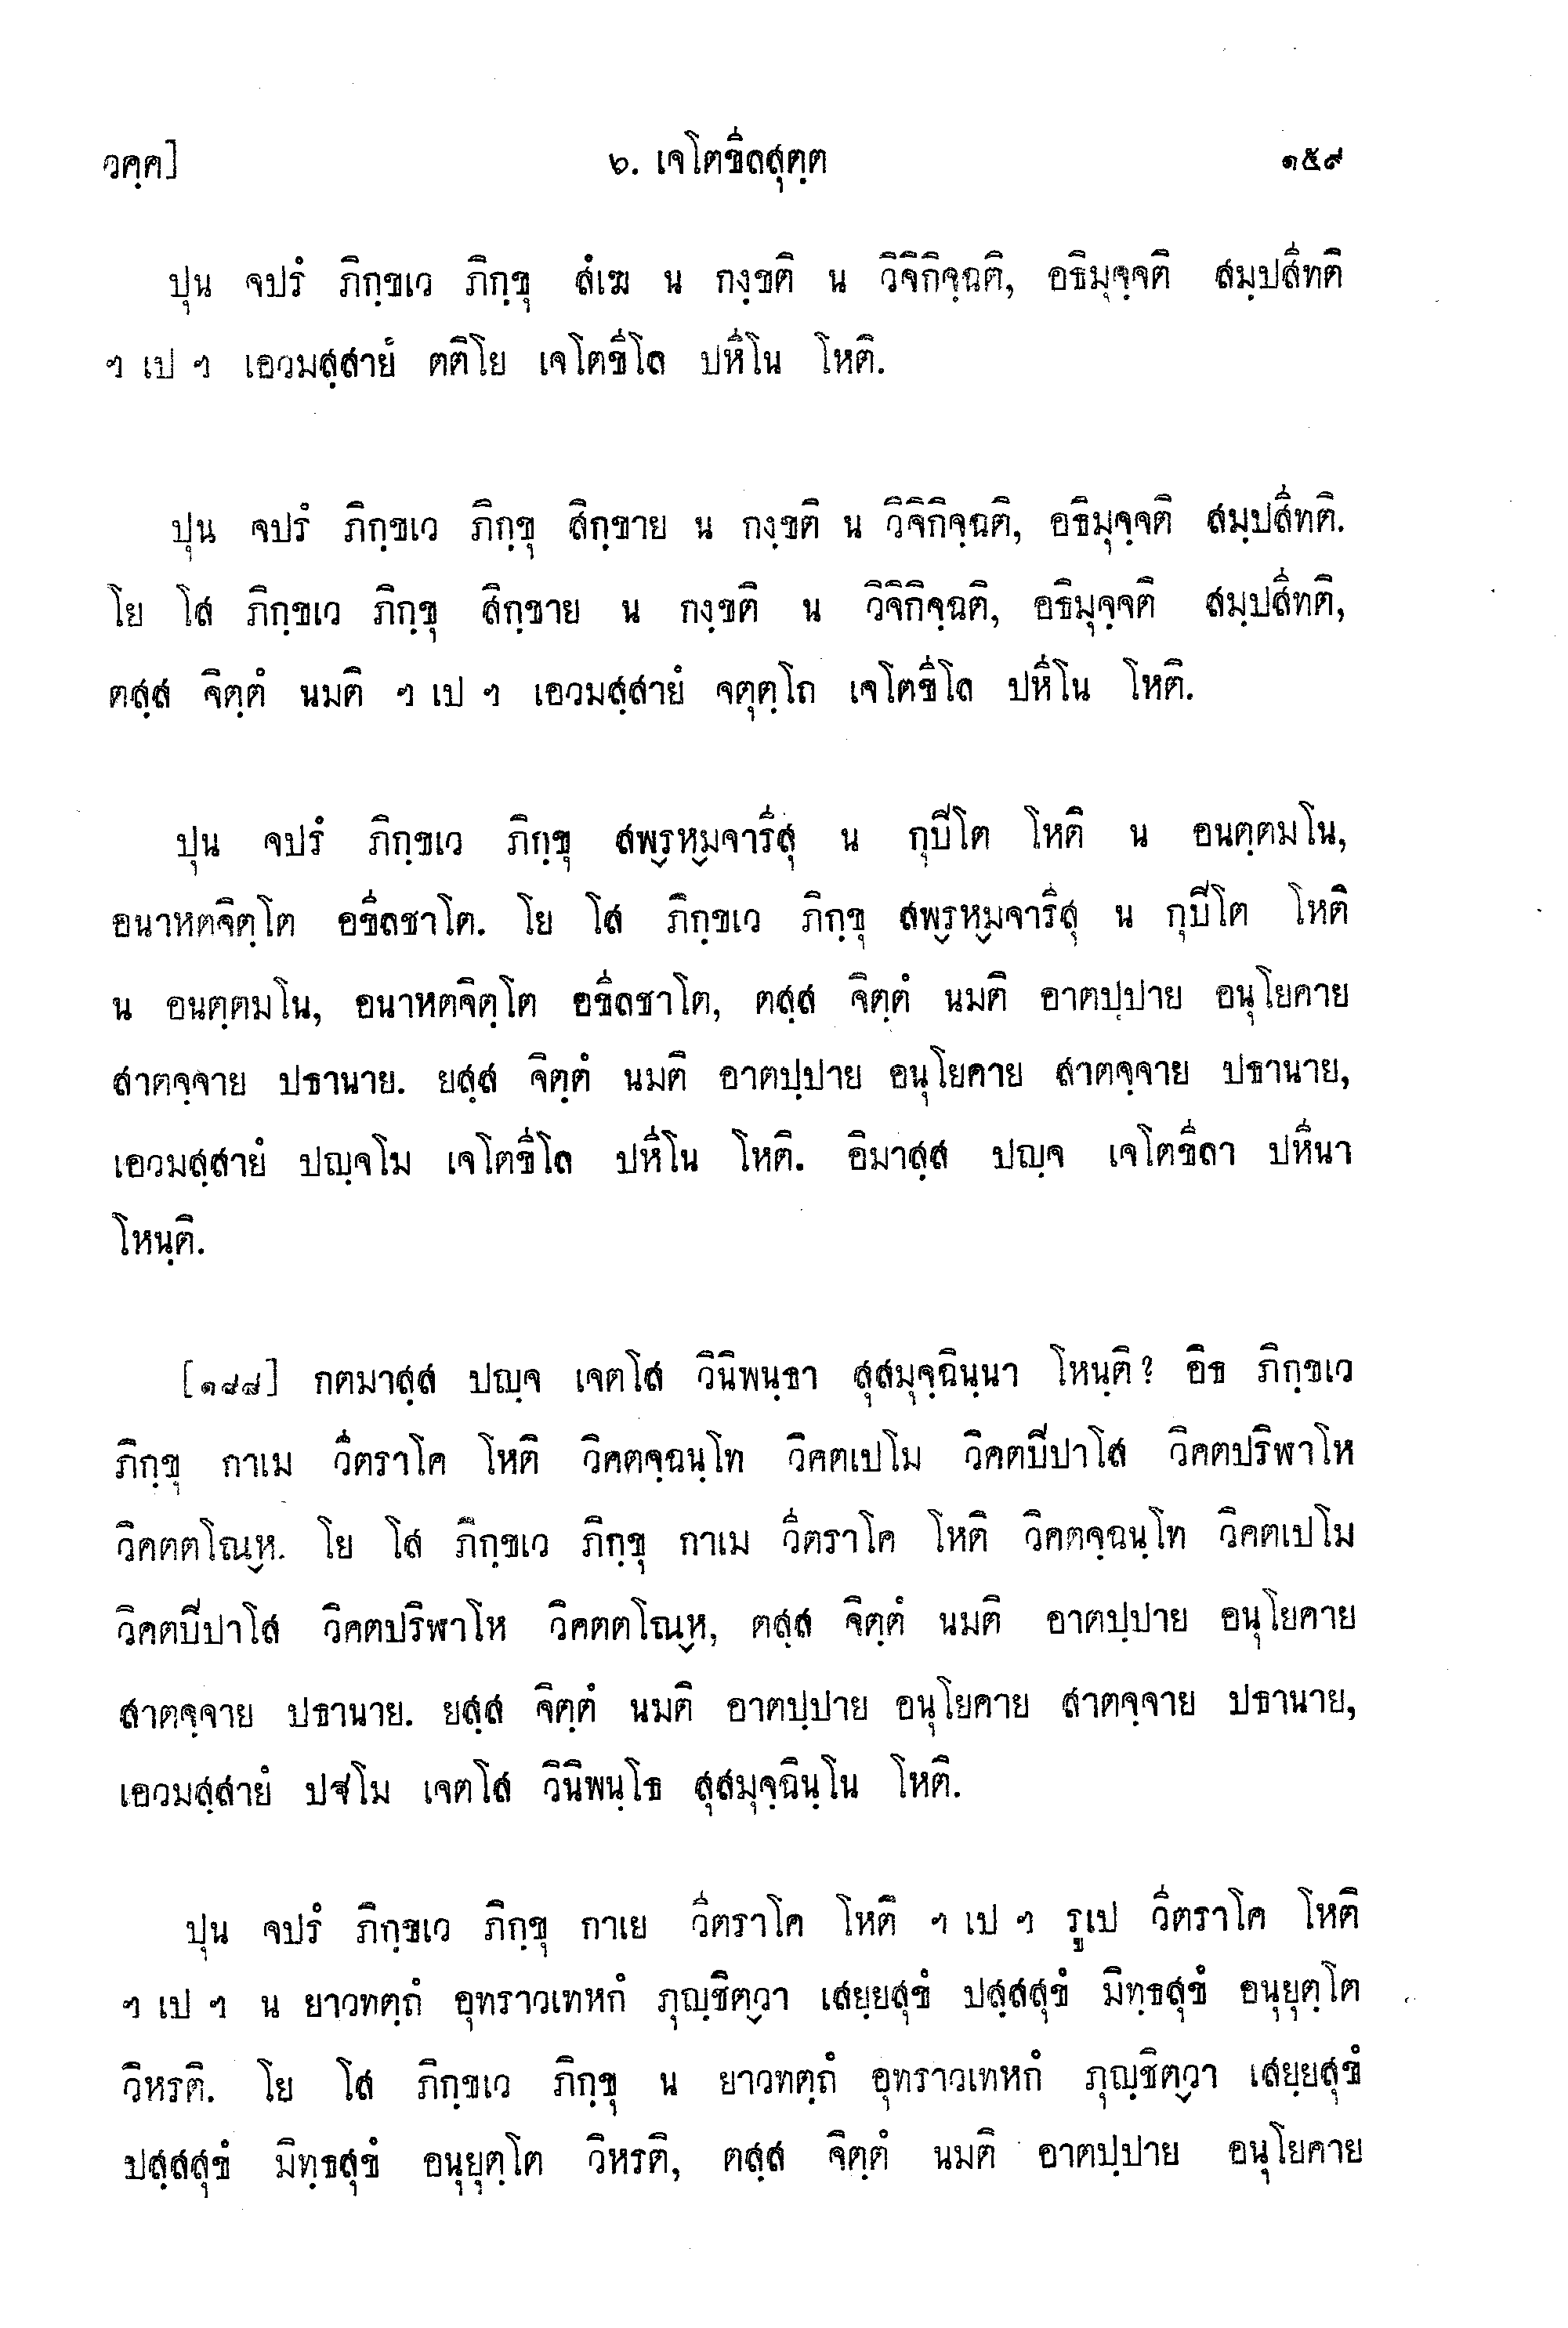 วคฺค]
๖. เจโตขีลสุตฺต
๑๕๙
ปุน จปรํ ภิกฺขเว ภิกฺขุ สํเฆ น กงฺขติ น วิจิกิจฺฉติ, อธิมุจฺจติ สมฺปสีทติ
ฯ เป ฯ เอวมสฺสายํ ตติโย เจโตขีโล ปหีโน โหติ.
ปุน จปรํ ภิกฺขเว ภิกฺขุ สิกฺขาย น กงฺขติ น วิจิกิจฺฉติ, อธิมุจฺจติ สมฺปสีทติ.
โย โส ภิกฺขเว ภิกฺขุ สิกฺขาย น กงฺขติ น วิจิกิจฺฉติ, อธิมุจฺจติ สมฺปสีทติ,
ตสฺส จิตฺตํ นมติ ฯ เป ฯ เอวมสฺสายํ จตุตฺโถ เจโตขีโล ปหีโน โหติ.
ปุน จปรํ ภิกฺขเว ภิกฺขุ สพฺรหฺมจารีสุ น กุปีโต โหติ น อนตฺตมโน,
อนาหตจิตฺโต อขีลชาโต. โย โส ภิกฺขเว ภิกฺขุ สพฺรหฺมจารีสุ น กุปีโต โหติ
น อนตฺตมโน, อนาหตจิตฺโต อขีลชาโต, ตสฺส จิตฺตํ นมติ อาตปฺปาย อนุโยคาย
สาตจฺจาย ปธานาย. ยสฺส จิตฺตํ นมติ อาตปฺปาย อนุโยคาย สาตจฺจาย ปธานาย,
เอวมสฺสายํ ปญฺจโม เจโตขีโล ปหีโน โหติ. อิมาสฺส ปญฺจ เจโตขีลา ปหีนา
โหนฺติ.
[๑๙๘] กตมาสฺส ปญฺจ เจตโส วินิพนฺธา สุสมุจฺฉินฺนา โหนฺติ? อิธ ภิกฺขเว
ภิกฺขุ กาเม วีตราโค โหติ วิคตจฺฉนฺโท วิคตเปโม วิคตปีปาโส วิคตปริฬาโห
วิคตตโณฺห. โย โส ภิกฺขเว ภิกฺขุ กาเม วีตราโค โหติ วิคตจฺฉนฺโท วิคตเปโม
วิคตปีปาโส วิคตปริฬาโห วิคตตโณฺห, ตสฺส จิตฺตํ นมติ อาตปฺปาย อนุโยคาย
สาตจฺจาย ปธานาย. ยสฺส จิตฺตํ นมติ อาตปฺปาย อนุโยคาย สาตจฺจาย ปธานาย,
เอวมสฺสายํ ปฐโม เจตโส วินิพนฺโธ สุสมุจฺฉินฺโน โหติ.
ปุน จปรํ ภิกฺขเว ภิกฺขุ กาเย วีตราโค โหติ ฯ เป ฯ รูเป วีตราโค โหติ
ฯ เป ฯ น ยาวทตฺถํ อุทราวเทหกํ ภุญฺชิตฺวา เสยฺยสุขํ ปสฺสสุขํ มิทฺธสุขํ อนุยุตฺโต
วิหรติ. โย โส ภิกฺขเว ภิกฺขุ น ยาวทตฺถํ อุทราวเทหกํ ภุญฺชิตฺวา เสยฺยสุขํ
ปสฺสสุขํ มิทฺธสุขํ อนุยุตฺโต วิหรติ, ตสฺส จิตฺตํ นมติ อาตปฺปาย อนุโยคาย